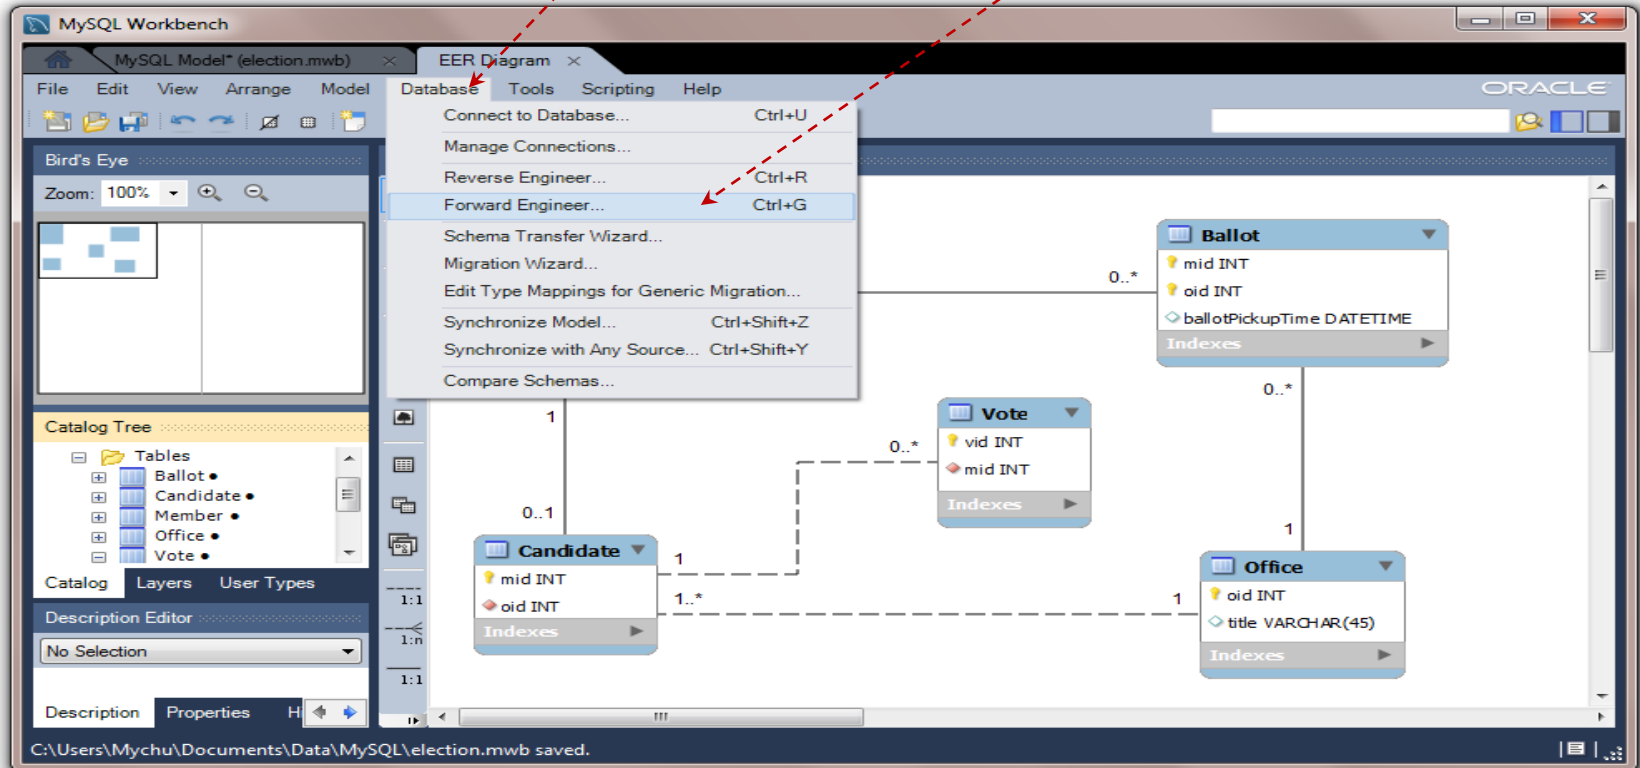 MySQL Workbench
MySQL Model* (election.mwb)
EER Diagram
File Edit View Arrange Model Database Tools Scripting Help
ORACLE
Connect to Database... Ctrl+U
Manage Connections...
Reverse Engineer... Ctrl+R
Forward Engineer... Ctrl+G
Schema Transfer Wizard...
Migration Wizard...
Edit Type Mappings for Generic Migration...
Synchronize Model... Ctrl+Shift+Z
Synchronize with Any Source... Ctrl+Shift+Y
Compare Schemas...
Bird's Eye
Zoom: 100%
Catalog Tree
Tables
Ballot
Candidate
Member
Office
Vote
Catalog Layers User Types
Description Editor
No Selection
Description Properties
1:1
1:n
1:1
Ballot
mid INT
oid INT
ballotPickupTime DATETIME
Indexes
0..*
0..*
1
Vote
vid INT
mid INT
Indexes
0..*
1
0..1
Candidate
mid INT
oid INT
Indexes
1
1..*
1
Office
oid INT
title VARCHAR(45)
Indexes
C:\Users\Mychu\Documents\Data\MySQL\election.mwb saved.